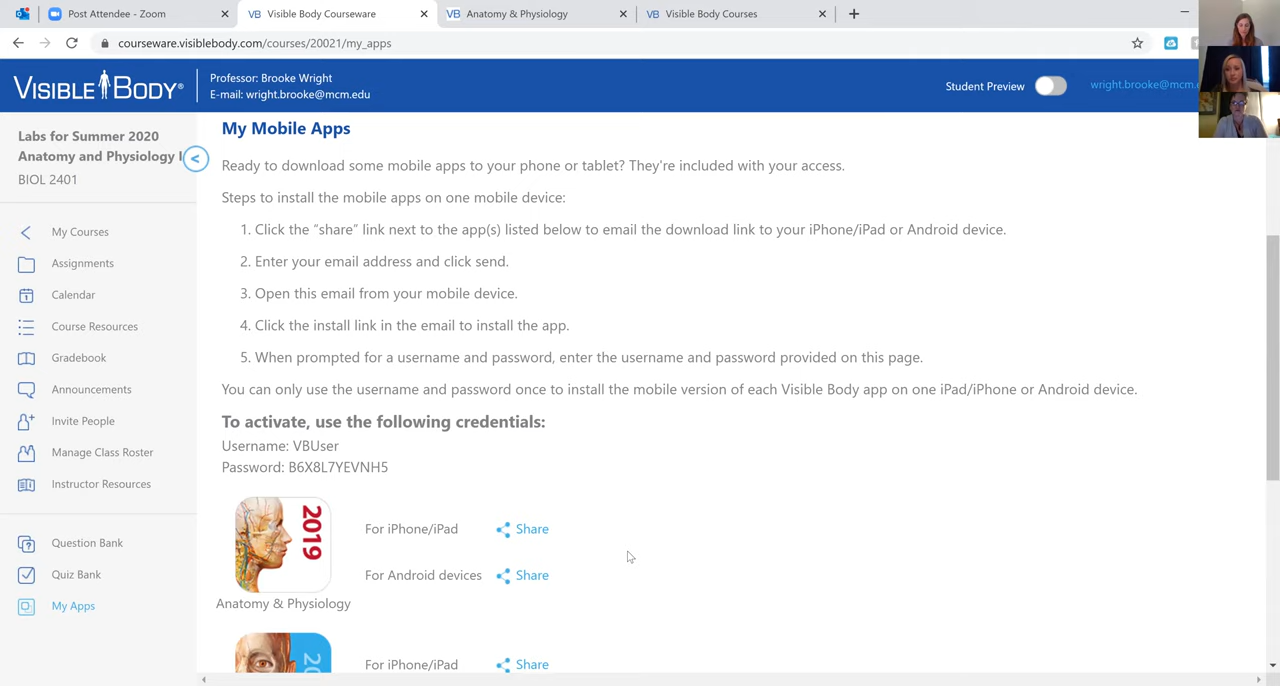 Post Attendee - Zoom
VB Visible Body Courseware
VB Anatomy & Physiology
VB Visible Body Courses
courseware.visiblebody.com/courses/20021/my_apps
VISIBLE BODY®
Professor: Brooke Wright
E-mail: wright.brooke@mcm.edu
Student Preview
wright.brooke@mcm.
Labs for Summer 2020
Anatomy and Physiology I
BIOL 2401
My Courses
Assignments
Calendar
Course Resources
Gradebook
Announcements
Invite People
Manage Class Roster
Instructor Resources
Question Bank
Quiz Bank
My Apps
My Mobile Apps
Ready to download some mobile apps to your phone or tablet? They're included with your access.
Steps to install the mobile apps on one mobile device:
1. Click the “share” link next to the app(s) listed below to email the download link to your iPhone/iPad or Android device.
2. Enter your email address and click send.
3. Open this email from your mobile device.
4. Click the install link in the email to install the app.
5. When prompted for a username and password, enter the username and password provided on this page.
You can only use the username and password once to install the mobile version of each Visible Body app on one iPad/iPhone or Android device.
To activate, use the following credentials:
Username: VBUser
Password: B6X8L7YEVNH5
2019
For iPhone/iPad Share
For Android devices Share
Anatomy & Physiology
20
For iPhone/iPad Share